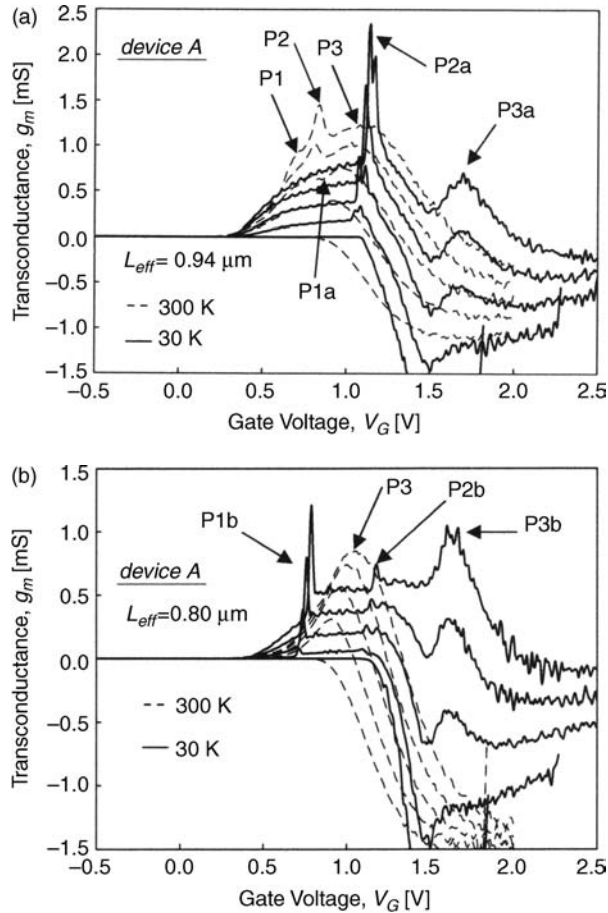 (a)
3.0
2.5
2.0
1.5
1.0
0.5
0.0
−0.5
−1.0
−1.5
Transconductance, gm [mS]
device A
P2
P3
P1
P2a
P3a
P1a
Leff= 0.94 μm
300 K
30 K
−0.5 0.0 0.5 1.0 1.5 2.0 2.5
Gate Voltage, VG [V]
(b)
1.5
1.0
0.5
0.0
−0.5
−1.0
−1.5
Transconductance, gm [mS]
P3
P2b
P1b
P3b
device A
Leff=0.80 μm
300 K
30 K
−0.5 0.0 0.5 1.0 1.5 2.0 2.5
Gate Voltage, VG [V]